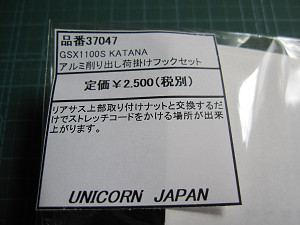 品番37047
GSX1100S KATANA
アルミ削り出し荷掛けフックセット
定価￥2,500(税別)
リアサス上部取り付けナットと交換するだ
けでストレッチコードをかける場所が出来
上がります。
UNICORN JAPAN